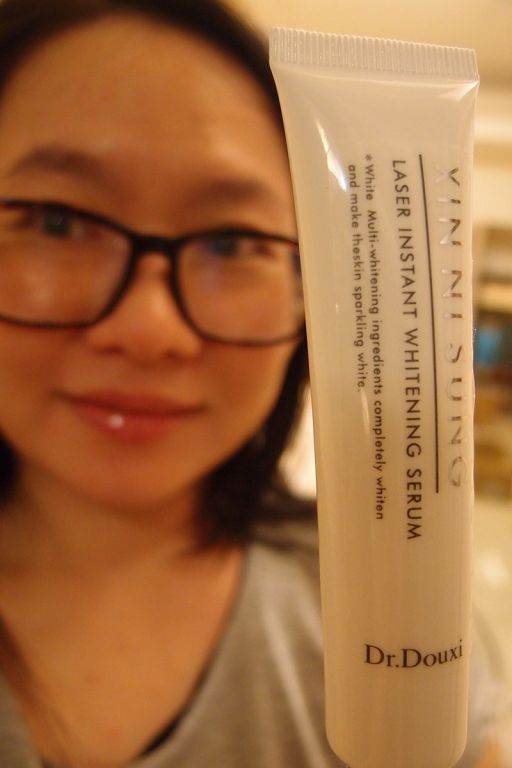 XIN NI SUNG
LASER INSTANT WHITENING SERUM
*White Multi-whitening ingredients completely whiten
and make theskin sparkling white.
Dr.Douxi